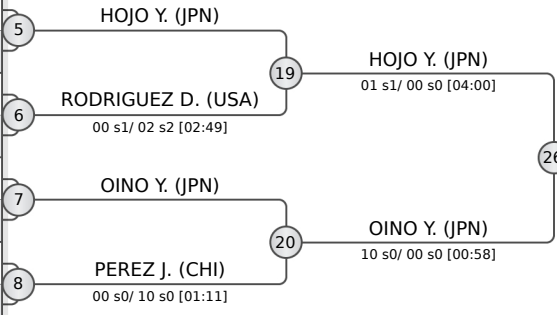 5
HOJO Y. (JPN)
19
HOJO Y. (JPN)
01 s1/ 00 s0 [04:00]
6
RODRIGUEZ D. (USA)
00 s1/ 02 s2 [02:49]
26
7
OINO Y. (JPN)
20
OINO Y. (JPN)
10 s0/ 00 s0 [00:58]
8
PEREZ J. (CHI)
00 s0/ 10 s0 [01:11]